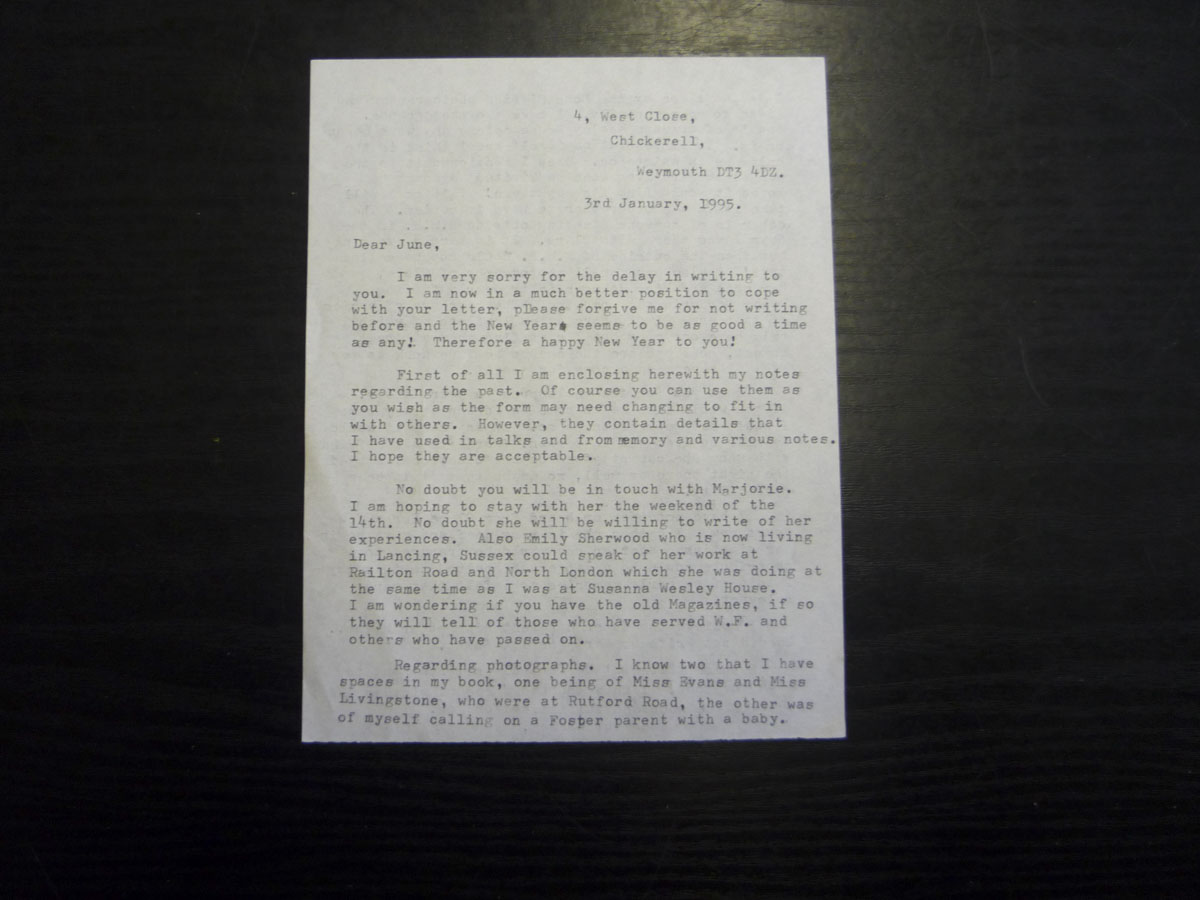 4, West Close,
Chickerell,
Weymouth DT3 4DZ.
3rd January, 1995.
Dear June,
I am very sorry for the delay in writing to
you. I am now in a much better position to cope
with your letter, please forgive me for not writing
before and the New Year seems to be as good a time
as any! Therefore a happy New Year to you!
First of all I am enclosing herewith my notes
regarding the past. Of course you can use them as
you wish as the form may need changing to fit in
with others. However, they contain details that
I have used in talks and from memory and various notes.
I hope they are acceptable.
No doubt you will be in touch with Marjorie.
I am hoping to stay with her the weekend of the
14th. No doubt she will be willing to write of her
experiences. Also Emily Sherwood who is now living
in Lancing, Sussex could speak of her work at
Railton Road and North London which she was doing at
the same time as I was at Susanna Wesley House.
I am wondering if you have the old Magazines, if so
they will tell of those who have served W.F. and
others who have passed on.
Regarding photographs. I know two that I have
spaces in my book, one being of Miss Evans and Miss
Livingstone, who were at Rutford Road, the other was
of myself calling on a Foster parent with a baby.